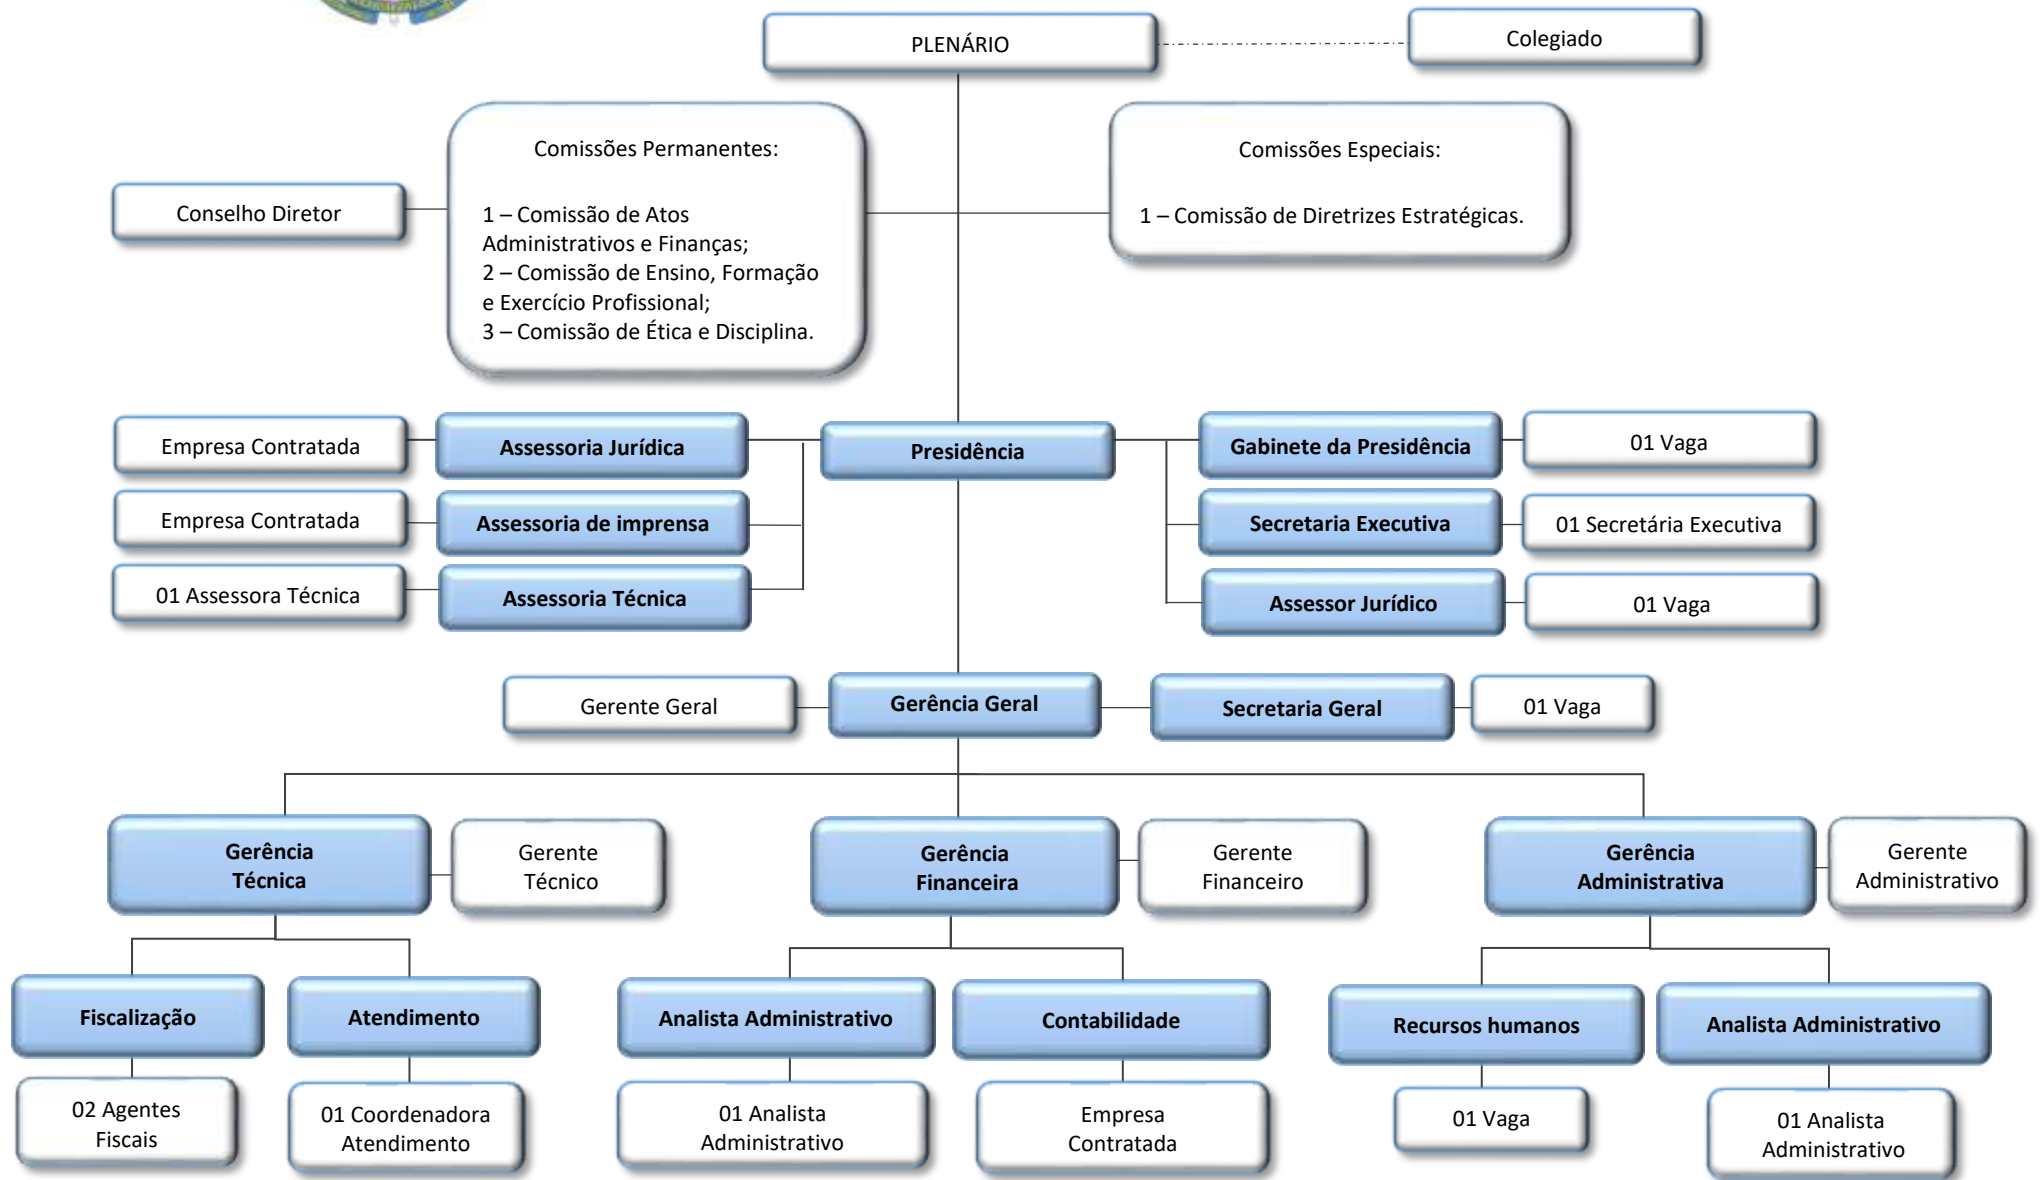 PLENÁRIO
Colegiado
Comissões Permanentes:
1 – Comissão de Atos
Administrativos e Finanças;
2 – Comissão de Ensino, Formação
e Exercício Profissional;
3 – Comissão de Ética e Disciplina.
Comissões Especiais:
1 – Comissão de Diretrizes Estratégicas.
Conselho Diretor
Empresa Contratada
Assessoria Jurídica
Presidência
Gabinete da Presidência
01 Vaga
Empresa Contratada
Assessoria de imprensa
Secretaria Executiva
01 Secretária Executiva
01 Assessora Técnica
Assessoria Técnica
Assessor Jurídico
01 Vaga
Gerente Geral
Gerência Geral
Secretaria Geral
01 Vaga
Gerência
Técnica
Gerente
Técnico
Gerência
Financeira
Gerente
Financeiro
Gerência
Administrativa
Gerente
Administrativo
Fiscalização
Atendimento
Analista Administrativo
Contabilidade
Recursos humanos
Analista Administrativo
02 Agentes
Fiscais
01 Coordenadora
Atendimento
01 Analista
Administrativo
Empresa
Contratada
01 Vaga
01 Analista
Administrativo